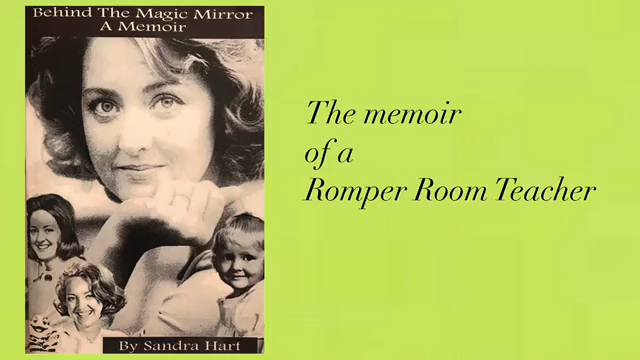 Behind The Magic Mirror
A Memoir
The memoir
of a
Romper Room Teacher
By Sandra Hart